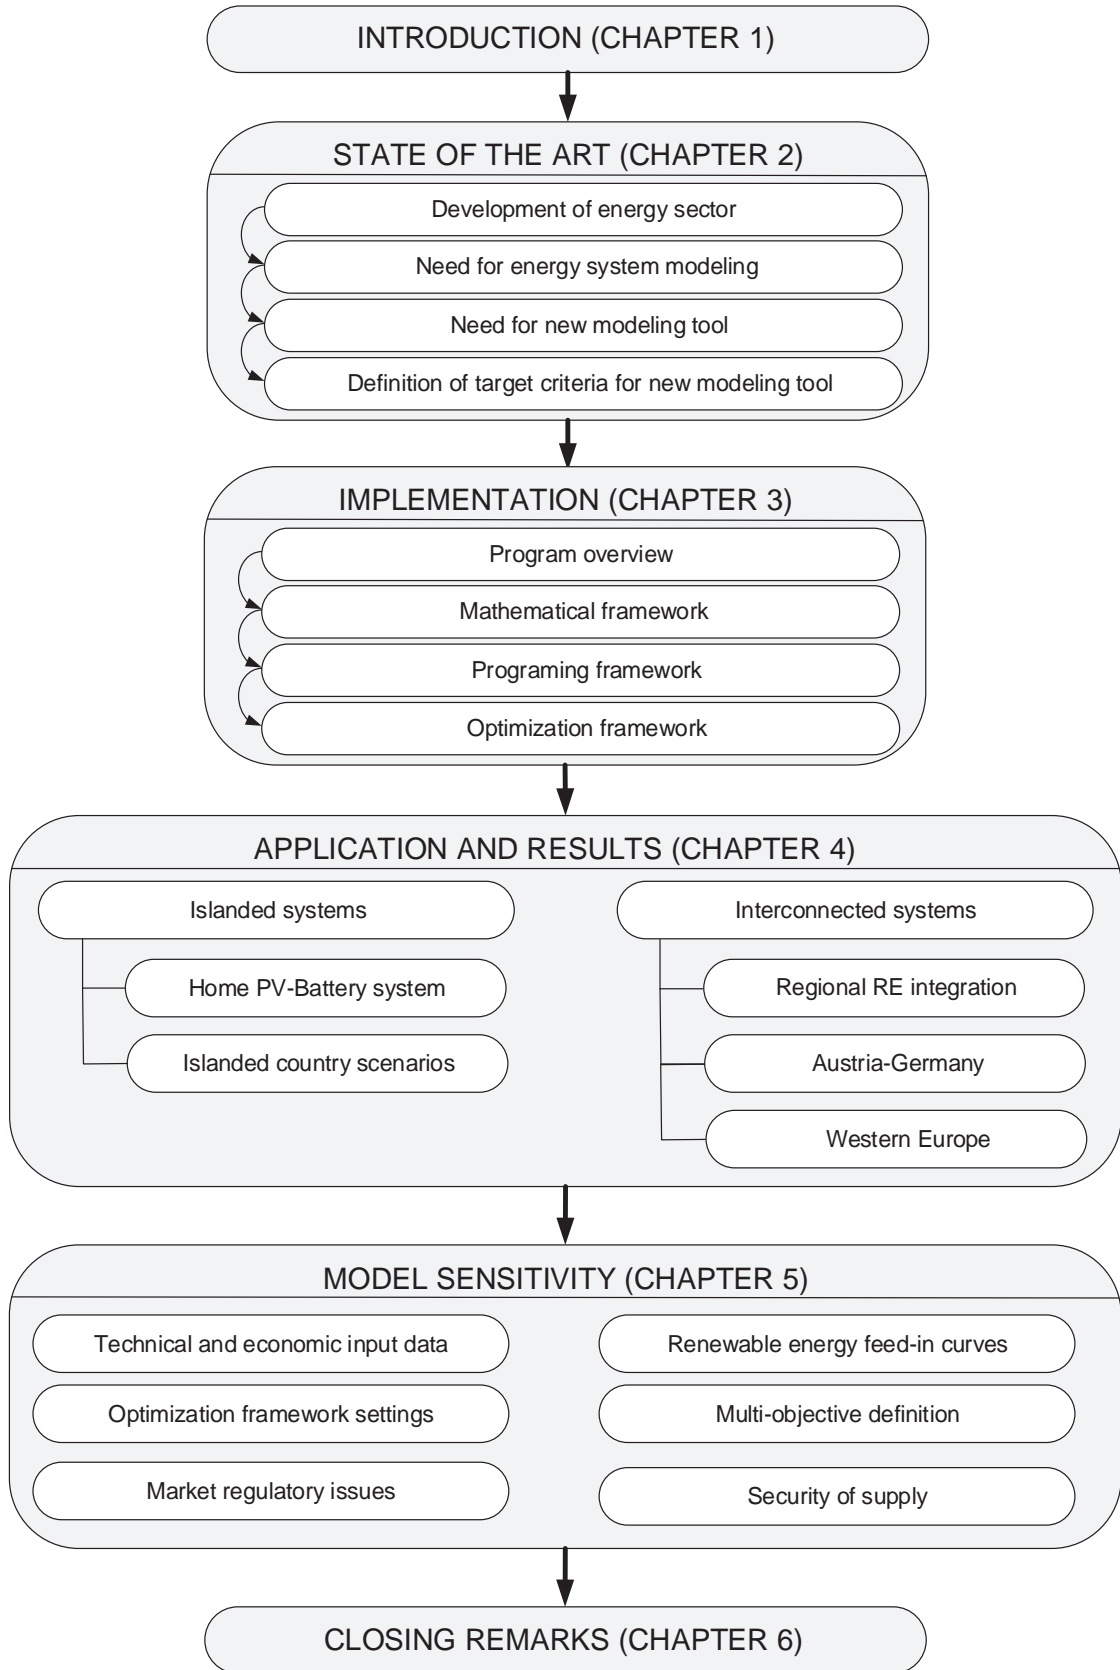 INTRODUCTION (CHAPTER 1)
STATE OF THE ART (CHAPTER 2)
Development of energy sector
Need for energy system modeling
Need for new modeling tool
Definition of target criteria for new modeling tool
IMPLEMENTATION (CHAPTER 3)
Program overview
Mathematical framework
Programing framework
Optimization framework
APPLICATION AND RESULTS (CHAPTER 4)
Islanded systems
Home PV-Battery system
Islanded country scenarios
Interconnected systems
Regional RE integration
Austria-Germany
Western Europe
MODEL SENSITIVITY (CHAPTER 5)
Technical and economic input data
Optimization framework settings
Market regulatory issues
Renewable energy feed-in curves
Multi-objective definition
Security of supply
CLOSING REMARKS (CHAPTER 6)